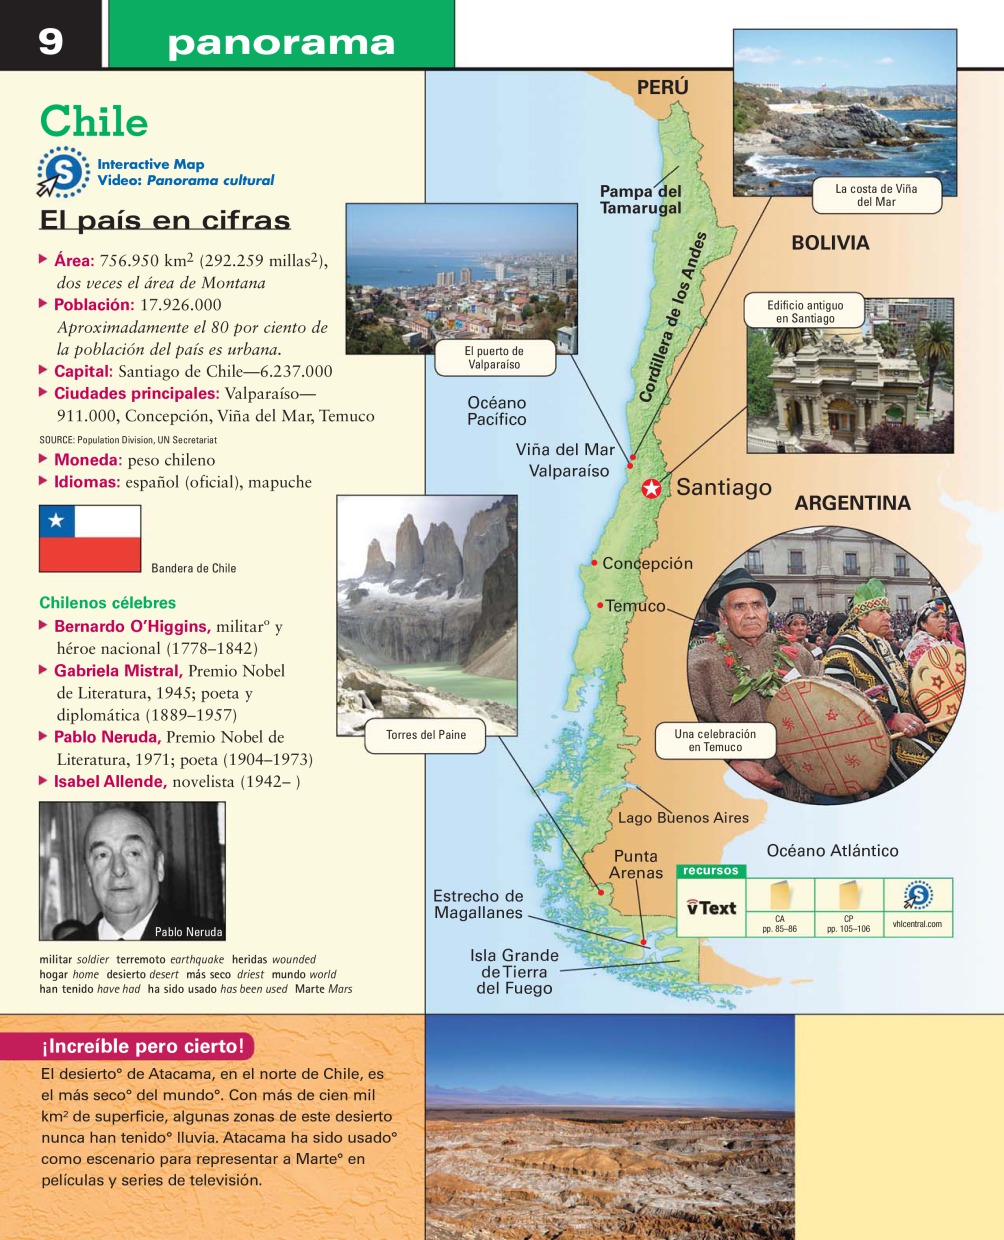 9
panorama
Chile
Interactive Map
Video: Panorama cultural
El país en cifras
Área: 756.950 km² (292.259 millas²),
dos veces el área de Montana
Población: 17.926.000
Aproximadamente el 80 por ciento de
la población del país es urbana.
Capital: Santiago de Chile—6.237.000
Ciudades principales: Valparaíso—
911.000, Concepción, Viña del Mar, Temuco
SOURCE: Population Division, UN Secretariat
Moneda: peso chileno
Idiomas: español (oficial), mapuche
Bandera de Chile
Chilenos célebres
Bernardo O’Higgins, militar° y
héroe nacional (1778–1842)
Gabriela Mistral, Premio Nobel
de Literatura, 1945; poeta y
diplomática (1889–1957)
Pablo Neruda, Premio Nobel de
Literatura, 1971; poeta (1904–1973)
Isabel Allende, novelista (1942– )
Pablo Neruda
militar soldier terremoto earthquake heridas wounded
hogar home desierto desert más seco driest mundo world
han tenido have had ha sido usado has been used Marte Mars
PERÚ
Pampa del
Tamarugal
La costa de Viña
del Mar
BOLIVIA
Cordillera de los Andes
Edificio antiguo
en Santiago
El puerto de
Valparaíso
Océano
Pacífico
Viña del Mar
Valparaíso
Santiago
ARGENTINA
Concepción
Temuco
Una celebración
en Temuco
Torres del Paine
Lago Buenos Aires
Punta
Arenas
Océano Atlántico
Estrecho de
Magallanes
Isla Grande
de Tierra
del Fuego
recursos
vText
CA
pp. 85–86
CP
pp. 105–106
vhlcentral.com
¡Increíble pero cierto!
El desierto° de Atacama, en el norte de Chile, es
el más seco° del mundo°. Con más de cien mil
km² de superficie, algunas zonas de este desierto
nunca han tenido° lluvia. Atacama ha sido usado°
como escenario para representar a Marte° en
películas y series de televisión.